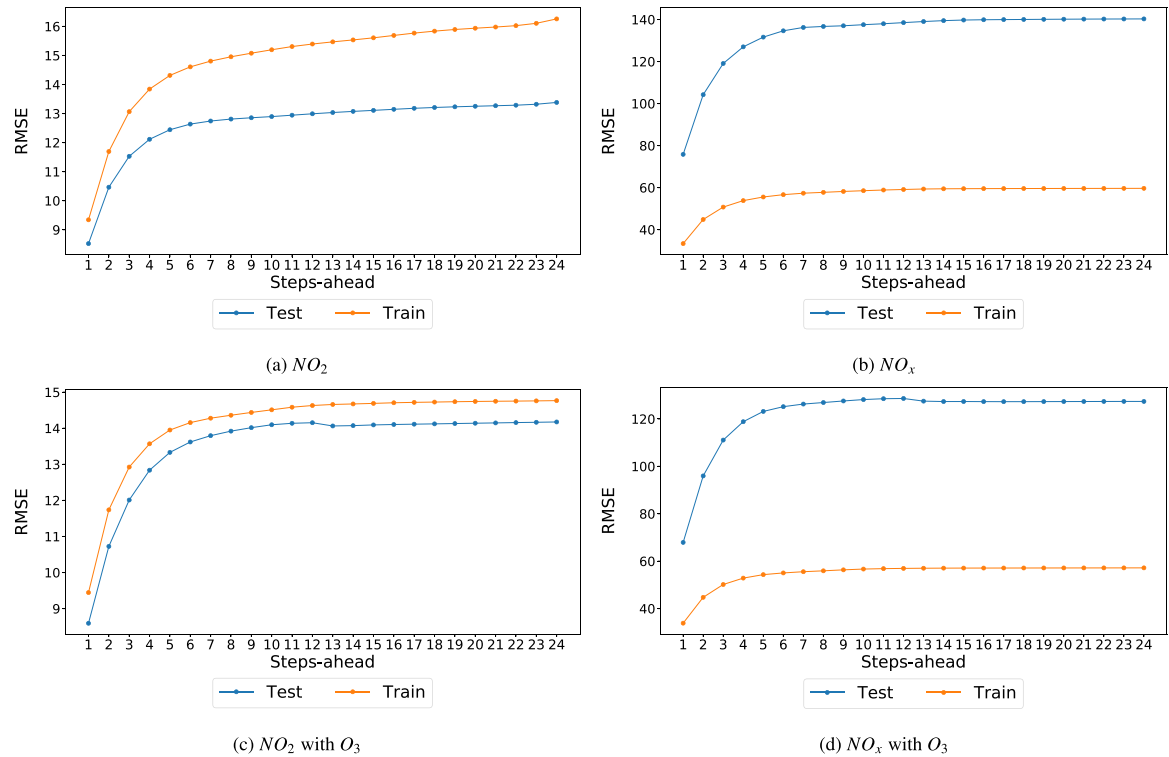 16
15
14
13
12
11
10
9
RMSE
1 2 3 4 5 6 7 8 9 10 11 12 13 14 15 16 17 18 19 20 21 22 23 24
Steps-ahead
Test Train
(a) NO₂
140
120
100
80
60
40
RMSE
1 2 3 4 5 6 7 8 9 10 11 12 13 14 15 16 17 18 19 20 21 22 23 24
Steps-ahead
Test Train
(b) NOₓ
15
14
13
12
11
10
9
RMSE
1 2 3 4 5 6 7 8 9 10 11 12 13 14 15 16 17 18 19 20 21 22 23 24
Steps-ahead
Test Train
(c) NO₂ with O₃
120
100
80
60
40
RMSE
1 2 3 4 5 6 7 8 9 10 11 12 13 14 15 16 17 18 19 20 21 22 23 24
Steps-ahead
Test Train
(d) NOₓ with O₃